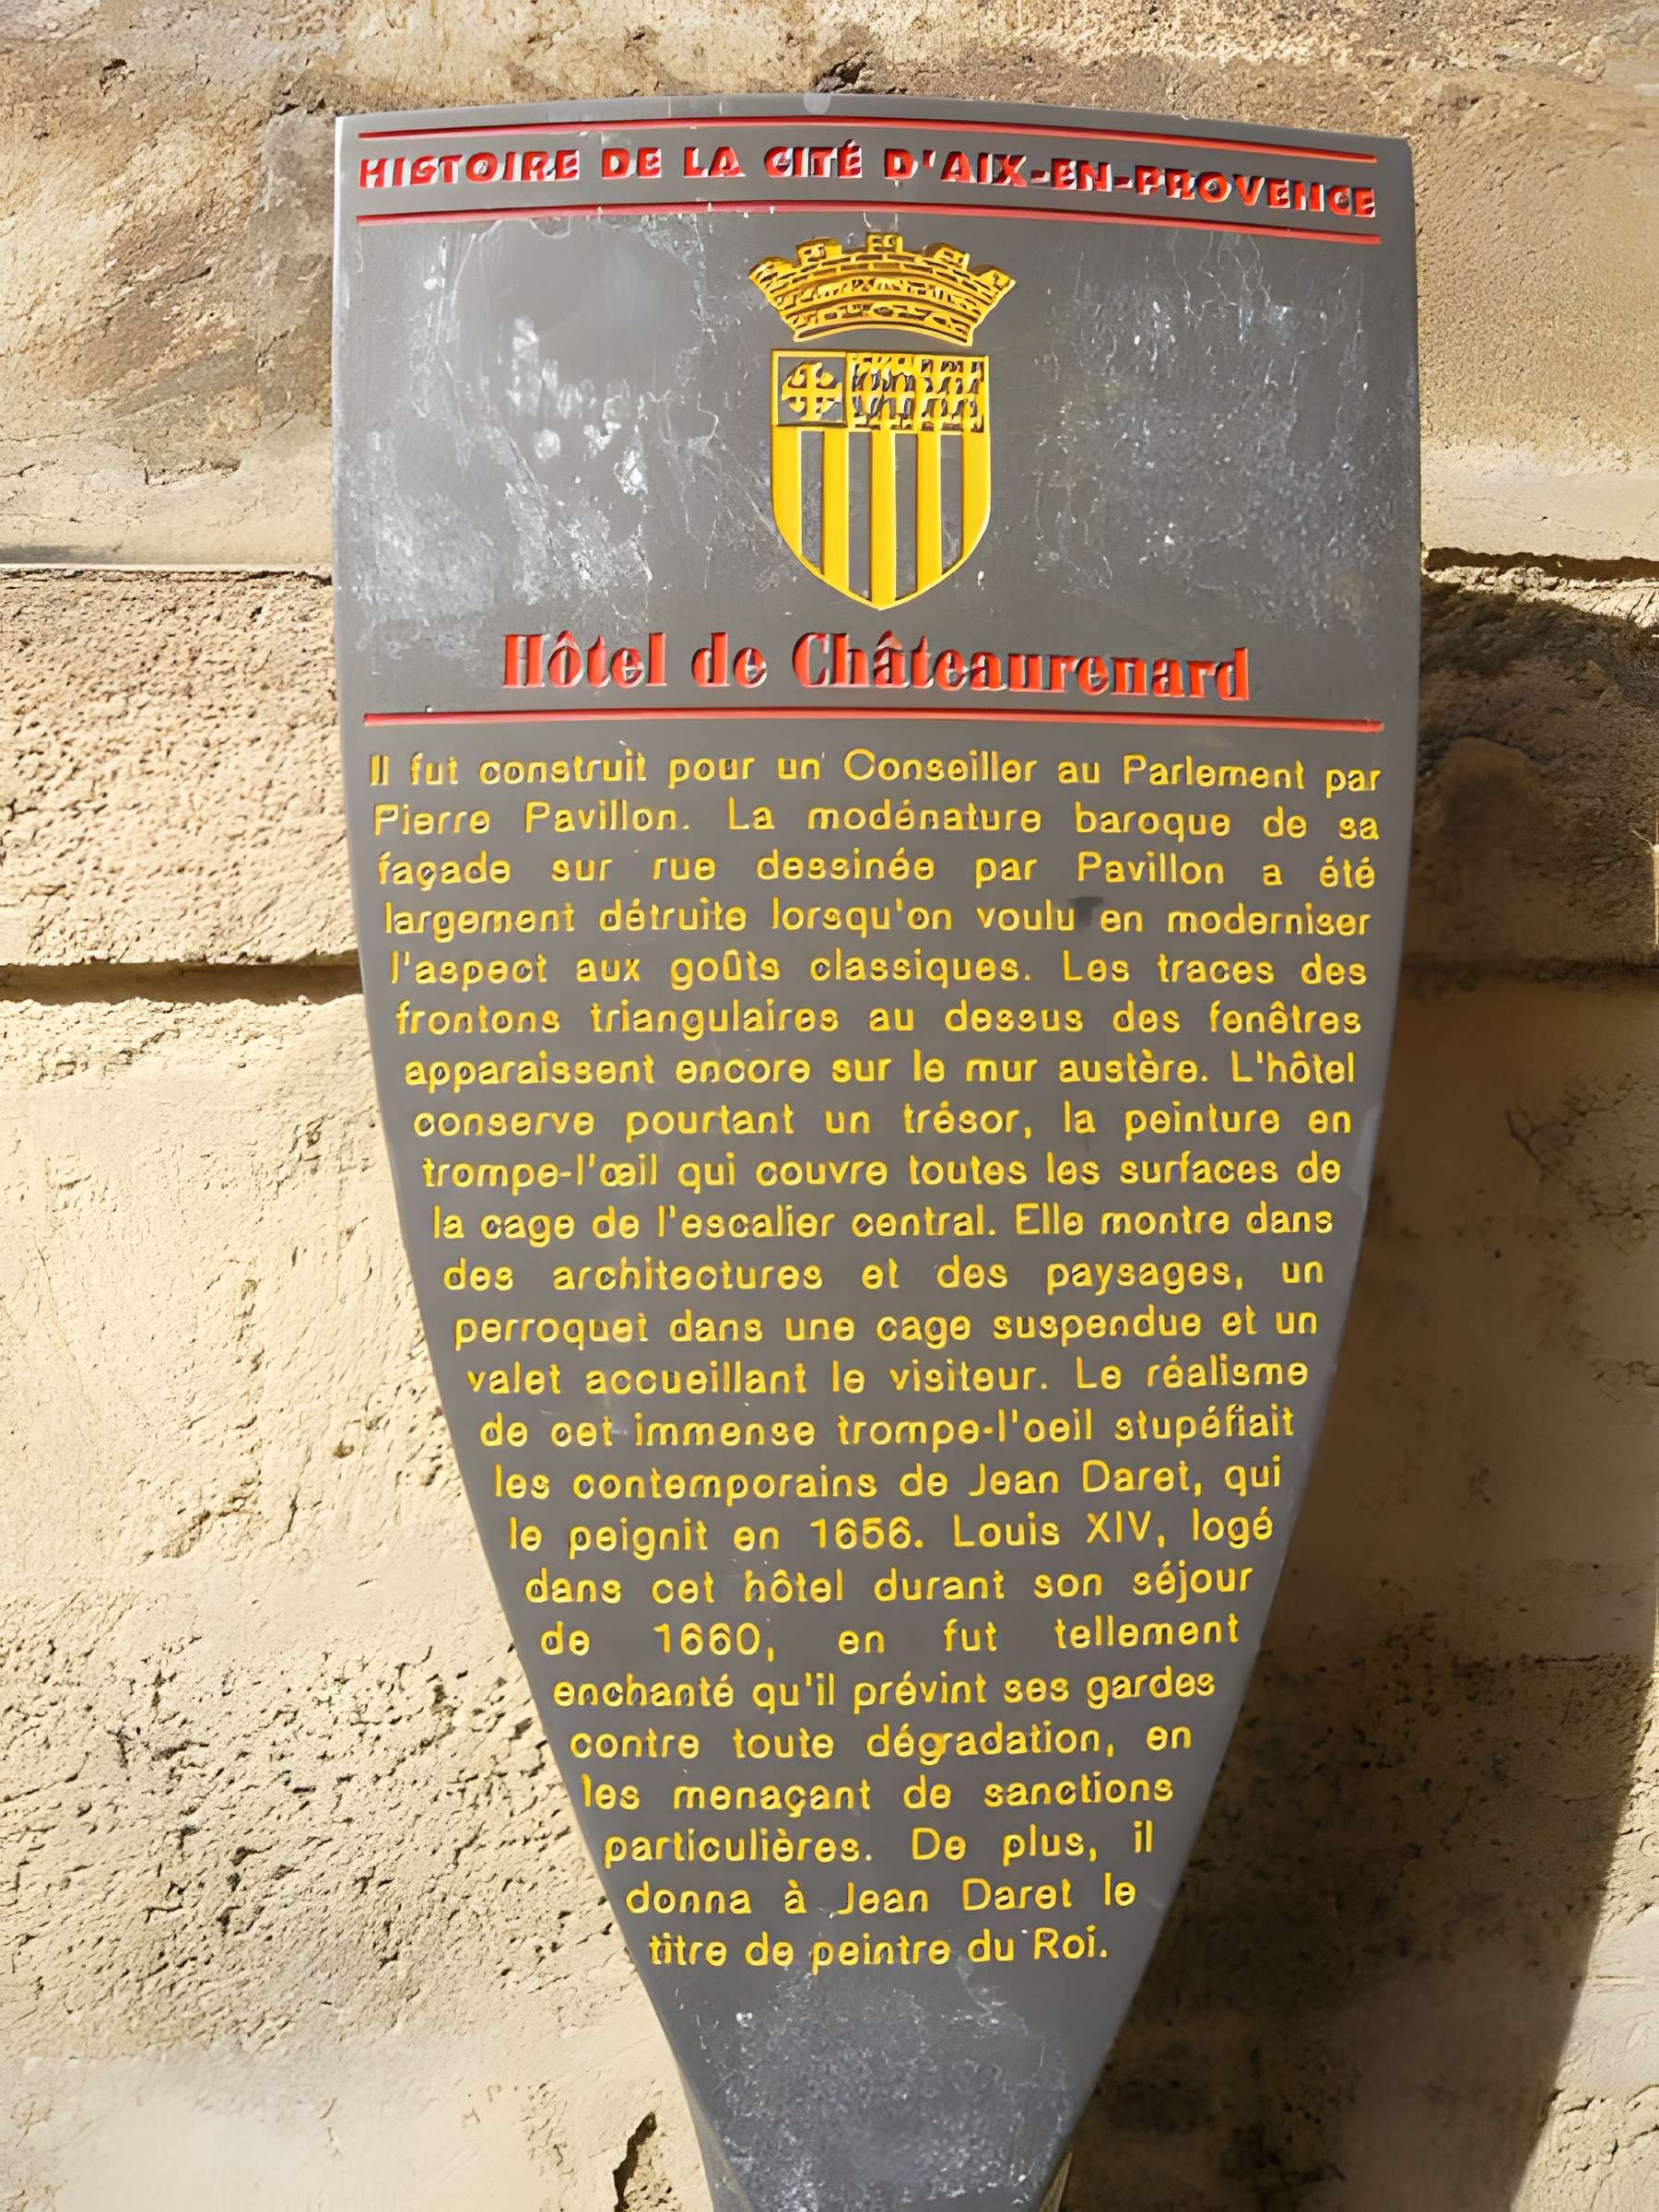 HISTOIRE DE LA CITÉ D'AIX-EN-PROVENCE
Hôtel de Châteaurenard
Il fut construit pour un Conseiller au Parlement par
Pierre Pavillon. La modénature baroque de sa
façade sur rue dessinée par Pavillon a été
largement détruite lorsqu'on voulu en moderniser
l'aspect aux goûts classiques. Les traces des
frontons triangulaires au dessus des fenêtres
apparaissent encore sur le mur austère. L'hôtel
conserve pourtant un trésor, la peinture en
trompe-l'œil qui couvre toutes les surfaces de
la cage de l'escalier central. Elle montre dans
des architectures et des paysages, un
perroquet dans une cage suspendue et un
valet accueillant le visiteur. Le réalisme
de cet immense trompe-l'oeil stupéfiait
les contemporains de Jean Daret, qui
le peignit en 1656. Louis XIV, logé
dans cet hôtel durant son séjour
de 1660, en fut tellement
enchanté qu'il prévint ses gardes
contre toute dégradation, en
les menaçant de sanctions
particulières. De plus, il
donna à Jean Daret le
titre de peintre du Roi.